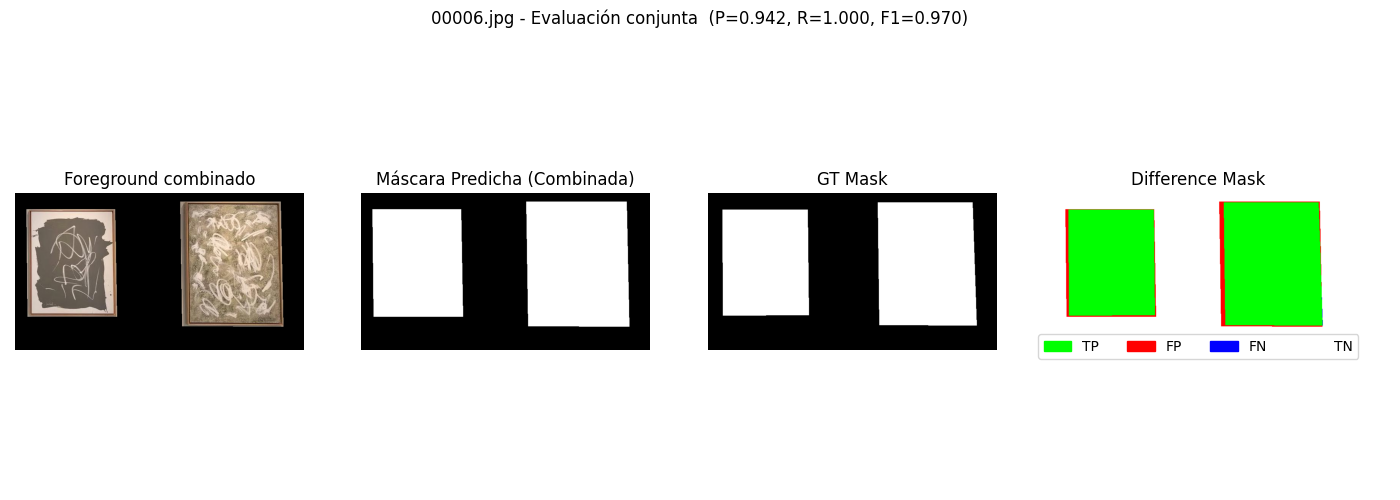 00006.jpg - Evaluación conjunta  (P=0.942, R=1.000, F1=0.970)
Foreground combinado
Máscara Predicha (Combinada)
GT Mask
Difference Mask
TP
FP
FN
TN